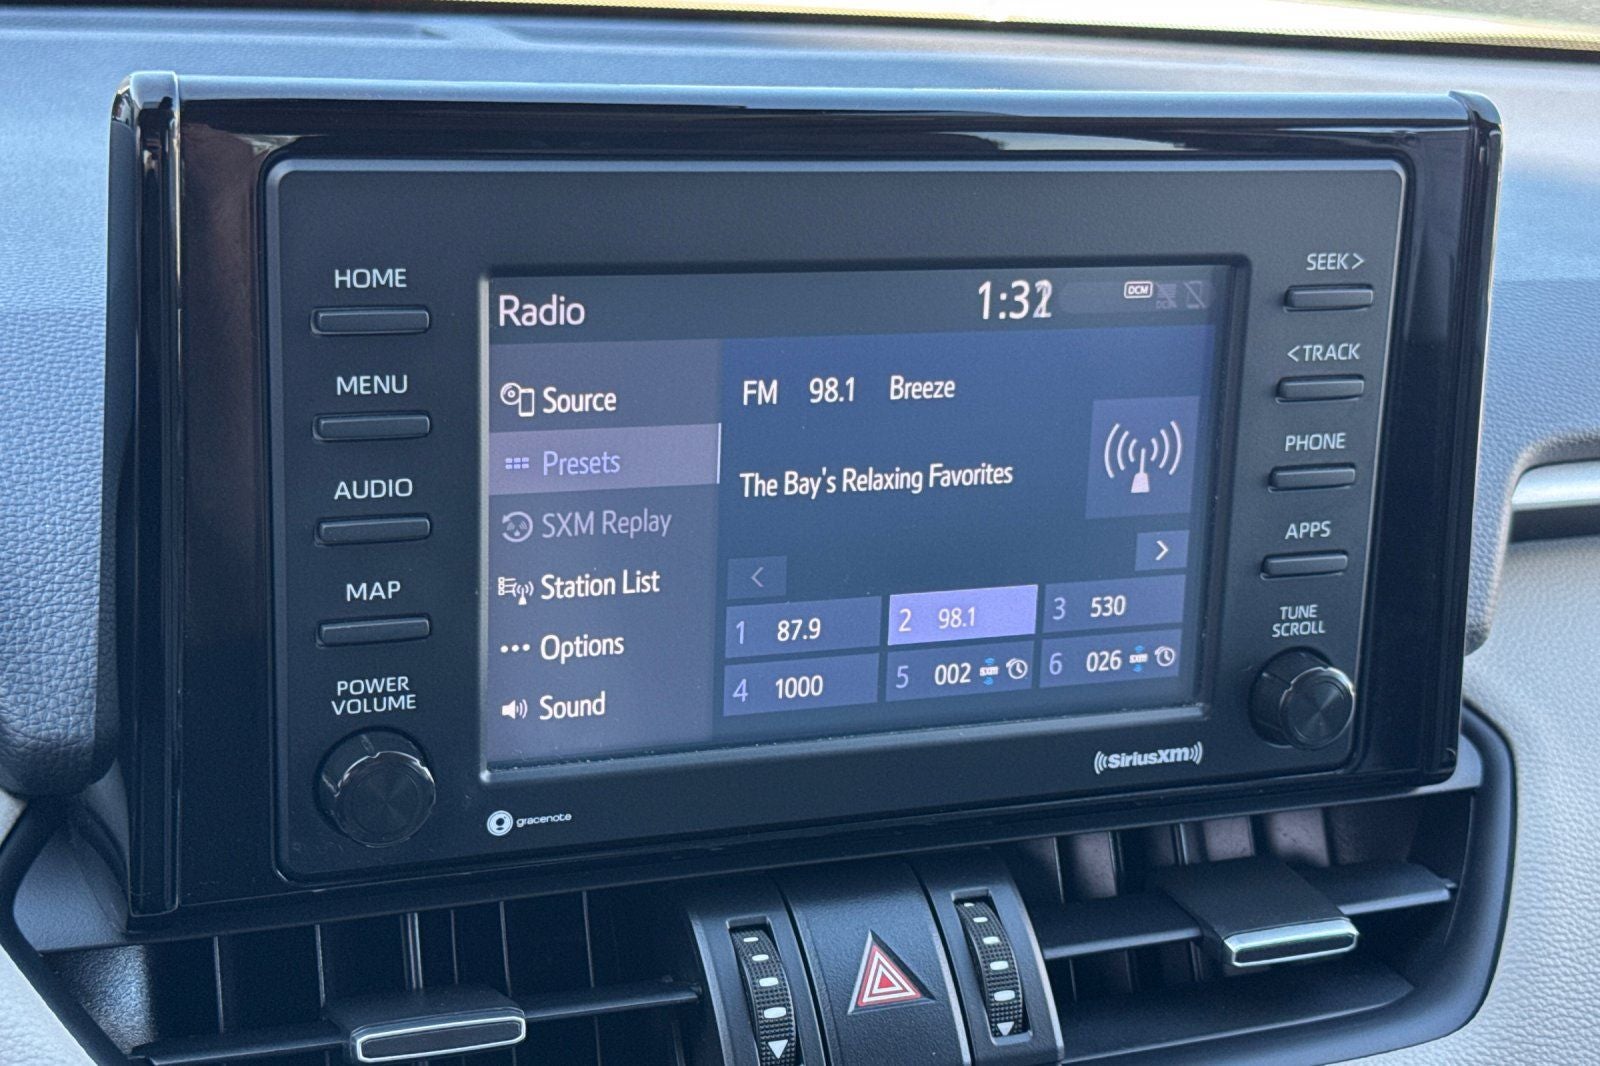 HOME
MENU
AUDIO
MAP
POWER
VOLUME
Radio
DCM
Source
Presets
SXM Replay
Station List
Options
Sound
FM 98.1 Breeze
The Bay's Relaxing Favorites
<
>
1 87.9
2 98.1
3 530
4 1000
5 002 sxm
6 026 sxm
SEEK >
< TRACK
PHONE
APPS
TUNE
SCROLL
gracenote
SiriusXM